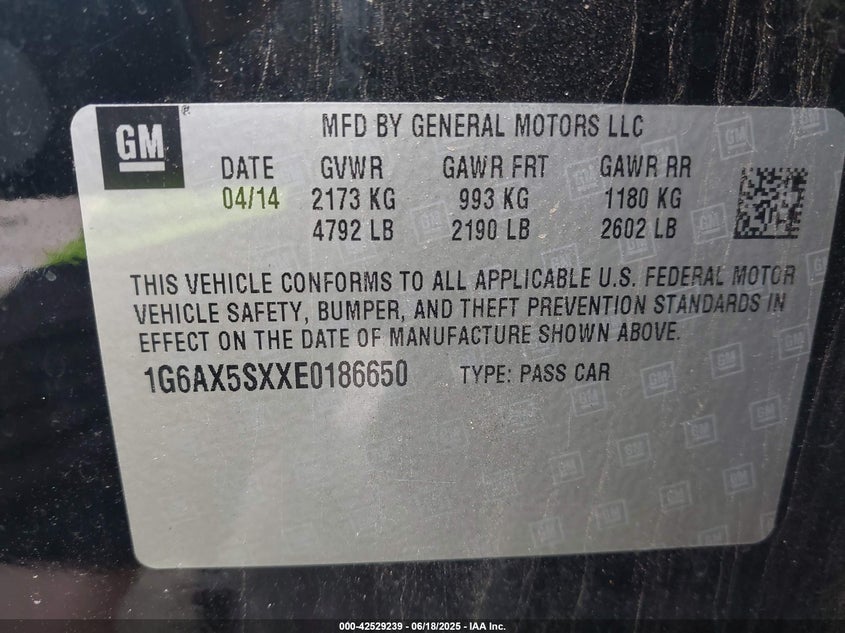 GM
MFD BY GENERAL MOTORS LLC
DATE GVWR GAWR FRT GAWR RR
04/14 2173 KG 993 KG 1180 KG
4792 LB 2190 LB 2602 LB
THIS VEHICLE CONFORMS TO ALL APPLICABLE U.S. FEDERAL MOTOR
VEHICLE SAFETY, BUMPER, AND THEFT PREVENTION STANDARDS IN
EFFECT ON THE DATE OF MANUFACTURE SHOWN ABOVE.
1G6AX5SXXE0186650 TYPE: PASS CAR
000-42529239 - 06/18/2025 - IAA Inc.